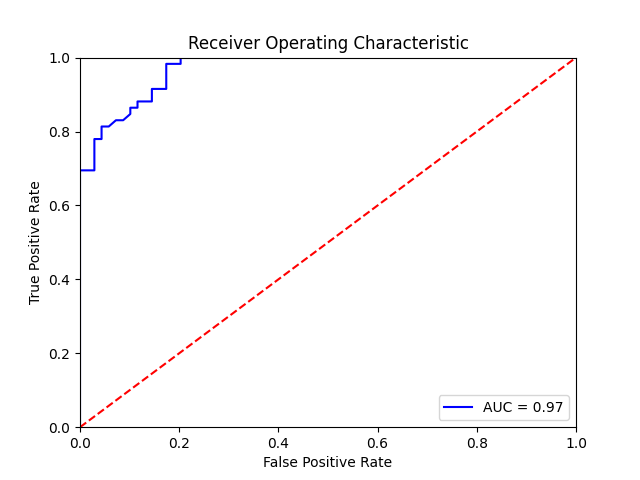 Receiver Operating Characteristic
1.0
0.8
0.6
0.4
0.2
0.0
True Positive Rate
AUC = 0.97
0.0 0.2 0.4 0.6 0.8 1.0
False Positive Rate